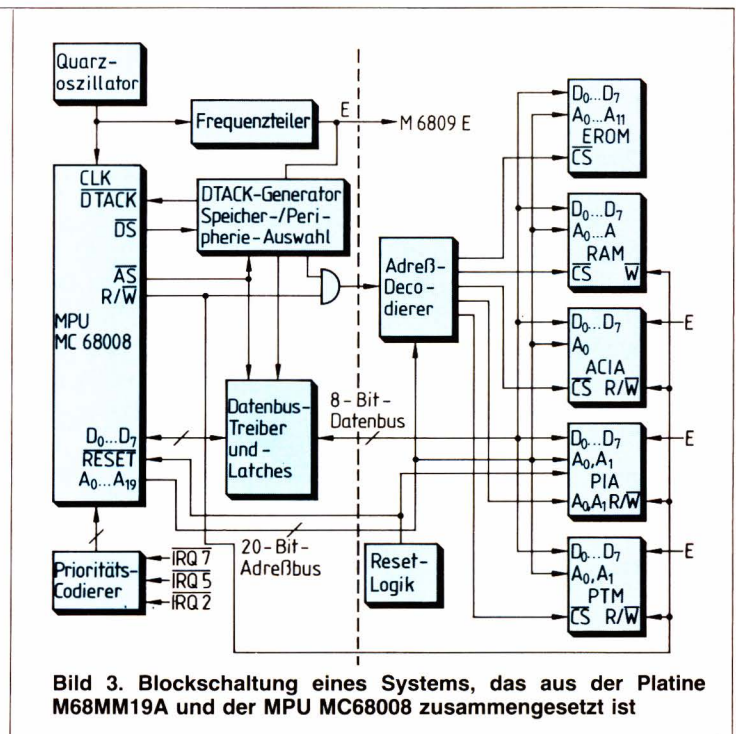 Quarz-
oszillator
Frequenzteiler
E
M 6809 E
CLK
DTACK
DS
AS
R/W
MPU
MC 68008
D0...D7
RESET
A0...A19
DTACK-Generator
Speicher-/Peri-
pherie-Auswahl
Adreß-
Deco-
dierer
Datenbus-
Treiber
und -
Latches
8-Bit-
Datenbus
20-Bit-
Adreßbus
Prioritäts-
Codierer
IRQ 7
IRQ 5
IRQ 2
Reset-
Logik
D0...D7
A0...A11
EROM
CS
D0...D7
A0...A
RAM
CS W
D0...D7
E
A0
ACIA
CS R/W
D0...D7
E
A0,A1
PIA
A0,A1 R/W
D0...D7
E
A0,A1
PTM
CS R/W
Bild 3. Blockschaltung eines Systems, das aus der Platine
M68MM19A und der MPU MC68008 zusammengesetzt ist